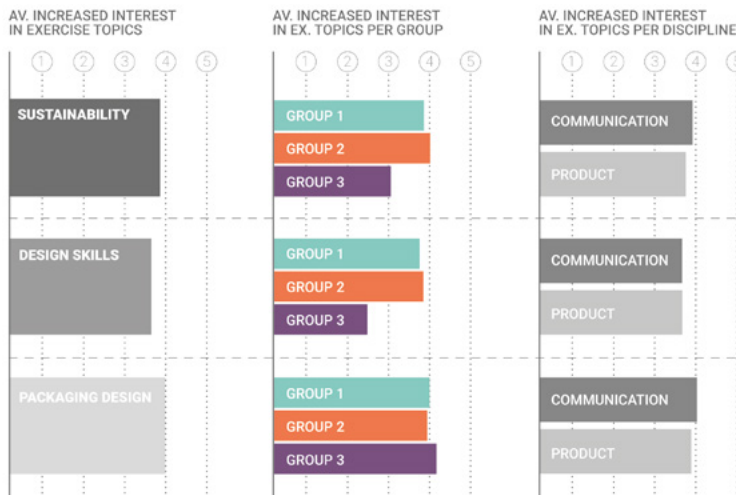 AV. INCREASED INTEREST
IN EXERCISE TOPICS
1 2 3 4 5
SUSTAINABILITY
DESIGN SKILLS
PACKAGING DESIGN
AV. INCREASED INTEREST
IN EX. TOPICS PER GROUP
1 2 3 4 5
GROUP 1
GROUP 2
GROUP 3
GROUP 1
GROUP 2
GROUP 3
GROUP 1
GROUP 2
GROUP 3
AV. INCREASED INTEREST
IN EX. TOPICS PER DISCIPLINE
1 2 3 4 5
COMMUNICATION
PRODUCT
COMMUNICATION
PRODUCT
COMMUNICATION
PRODUCT